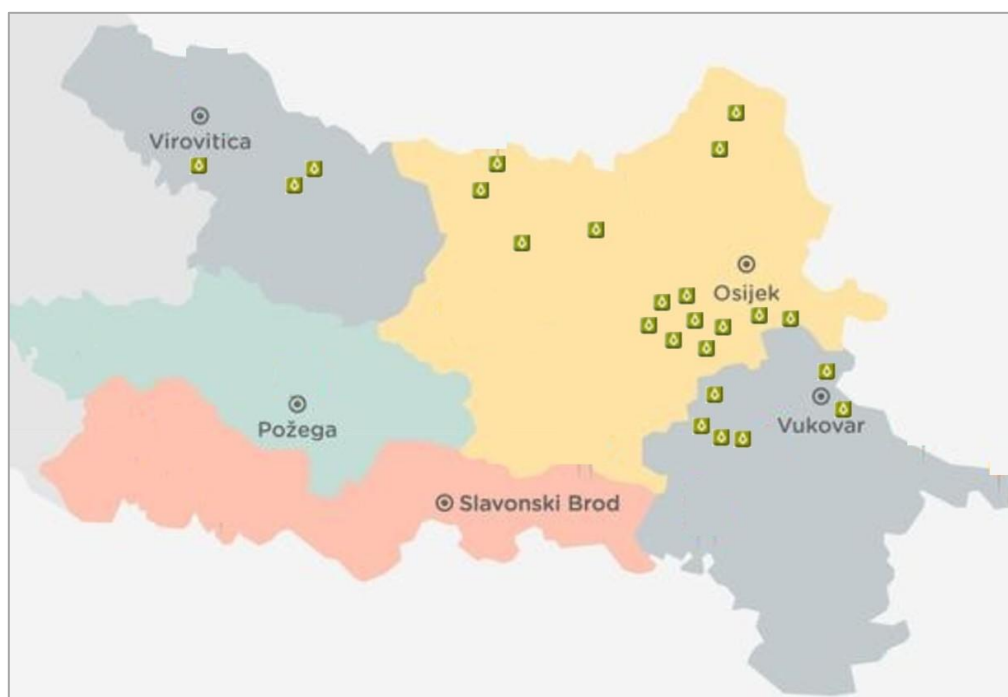 Virovitica
Osijek
Požega
Vukovar
Slavonski Brod